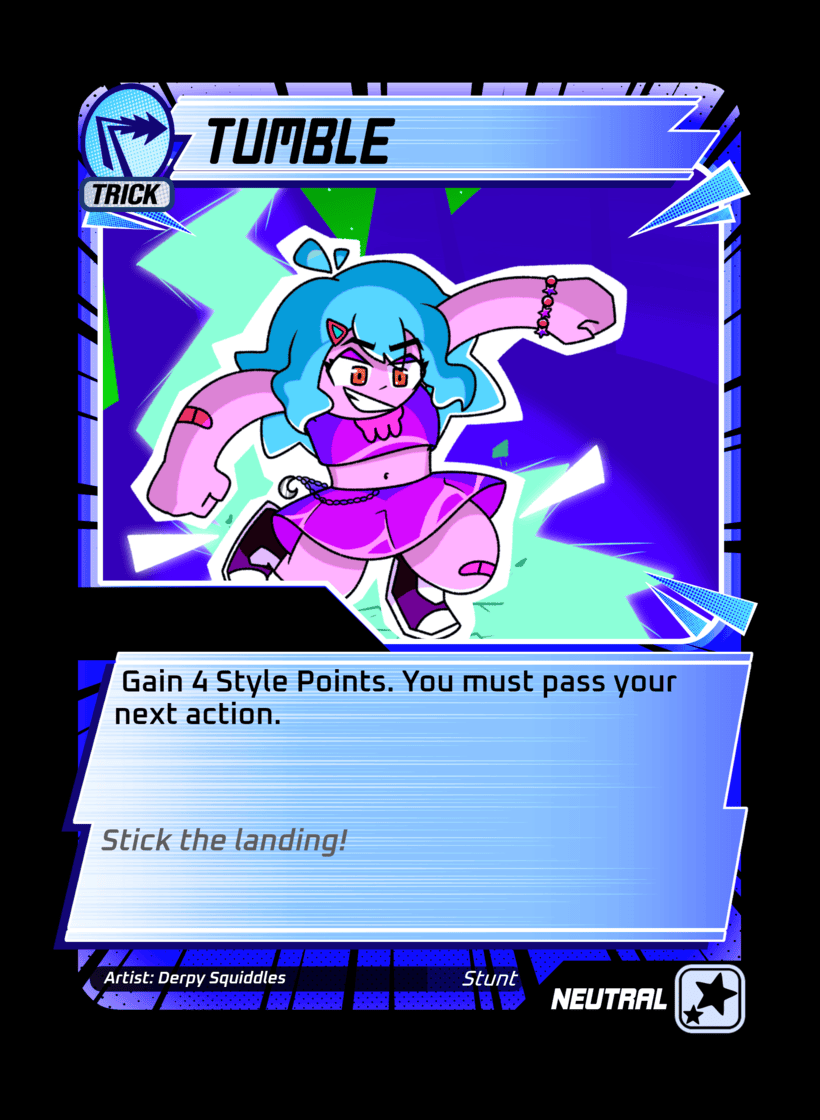 TUMBLE
TRICK
Gain 4 Style Points. You must pass your
next action.
Stick the landing!
Artist: Derpy Squiddles
Stunt
NEUTRAL